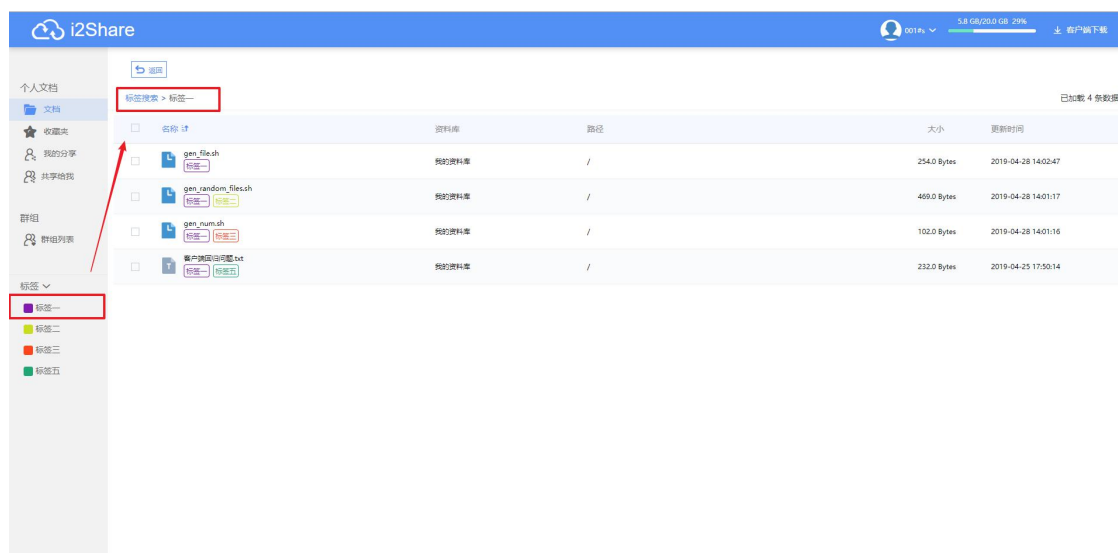 i2Share
001#s
5.8 GB/20.0 GB 29%
客户端下载
返回
个人文档
标签搜索 > 标签一
已加载 4 条数据
文档
名称
资料库
路径
大小
更新时间
收藏夹
我的分享
共享给我
gen_file.sh
标签一
我的资料库
/
254.0 Bytes
2019-04-28 14:02:47
gen_random_files.sh
标签一 标签二
我的资料库
/
469.0 Bytes
2019-04-28 14:01:17
群组
群组列表
gen_num.sh
标签一 标签三
我的资料库
/
102.0 Bytes
2019-04-28 14:01:16
客户端回归问题.txt
标签一 标签五
我的资料库
/
232.0 Bytes
2019-04-25 17:50:14
标签
标签一
标签二
标签三
标签五